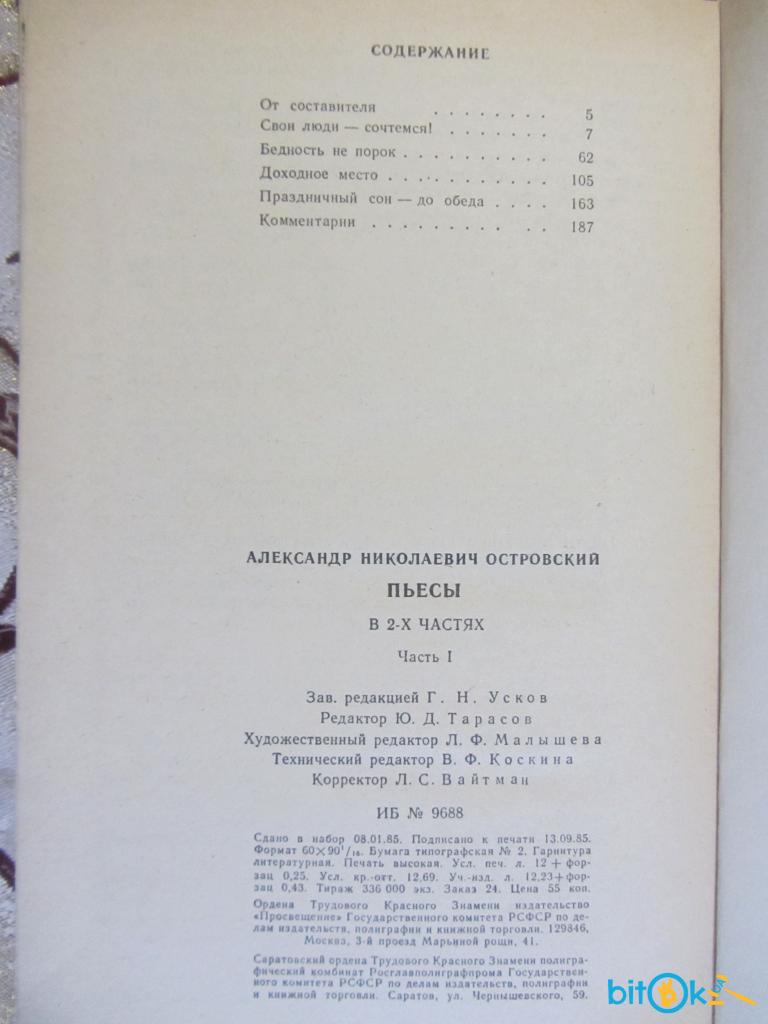 СОДЕРЖАНИЕ
От составителя . . . . . . . . 5
Свои люди — сочтемся! . . . . . . . 7
Бедность не порок . . . . . . . . . . 62
Доходное место . . . . . . . . . . . 105
Праздничный сон — до обеда . . . . 163
Комментарии . . . . . . . . . . . 187
АЛЕКСАНДР НИКОЛАЕВИЧ ОСТРОВСКИЙ
ПЬЕСЫ
В 2-Х ЧАСТЯХ
Часть I
Зав. редакцией Г. Н. Усков
Редактор Ю. Д. Тарасов
Художественный редактор Л. Ф. Малышева
Технический редактор В. Ф. Коскина
Корректор Л. С. Вайтман
ИБ № 9688
Сдано в набор 08.01.85. Подписано к печати 13.09.85.
Формат 60×90¹/₁₆. Бумага типографская № 2. Гарнитура
литературная. Печать высокая. Усл. печ. л. 12+фор-
зац 0,25. Усл. кр.-отт. 12,69. Уч.-изд. л. 12,23+фор-
зац 0,43. Тираж 336 000 экз. Заказ 24. Цена 55 коп.
Ордена Трудового Красного Знамени издательство
«Просвещение» Государственного комитета РСФСР по де-
лам издательств, полиграфии и книжной торговли. 129846,
Москва, 3-й проезд Марьиной рощи, 41.
Саратовский ордена Трудового Красного Знамени полигра-
фический комбинат Росглавполиграфпрома Государствен-
ного комитета РСФСР по делам издательств, полиграфии
и книжной торговли. Саратов, ул. Чернышевского, 59.
bitOk.UA